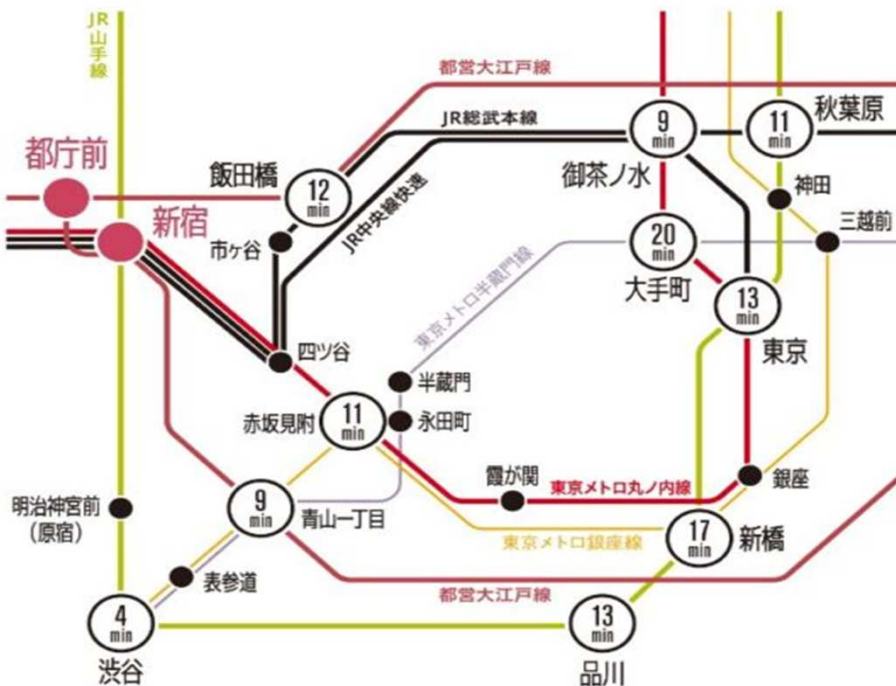 JR山手線
都営大江戸線
JR総武本線
秋葉原
9
min
11
min
都庁前
飯田橋
12
min
御茶ノ水
神田
新宿
市ヶ谷
JR中央線快速
20
min
三越前
大手町
東京メトロ半蔵門線
13
min
東京
四ツ谷
半蔵門
赤坂見附
11
min
永田町
霞が関
東京メトロ丸ノ内線
銀座
明治神宮前
(原宿)
9
min
青山一丁目
東京メトロ銀座線
17
min
新橋
表参道
都営大江戸線
4
min
渋谷
13
min
品川